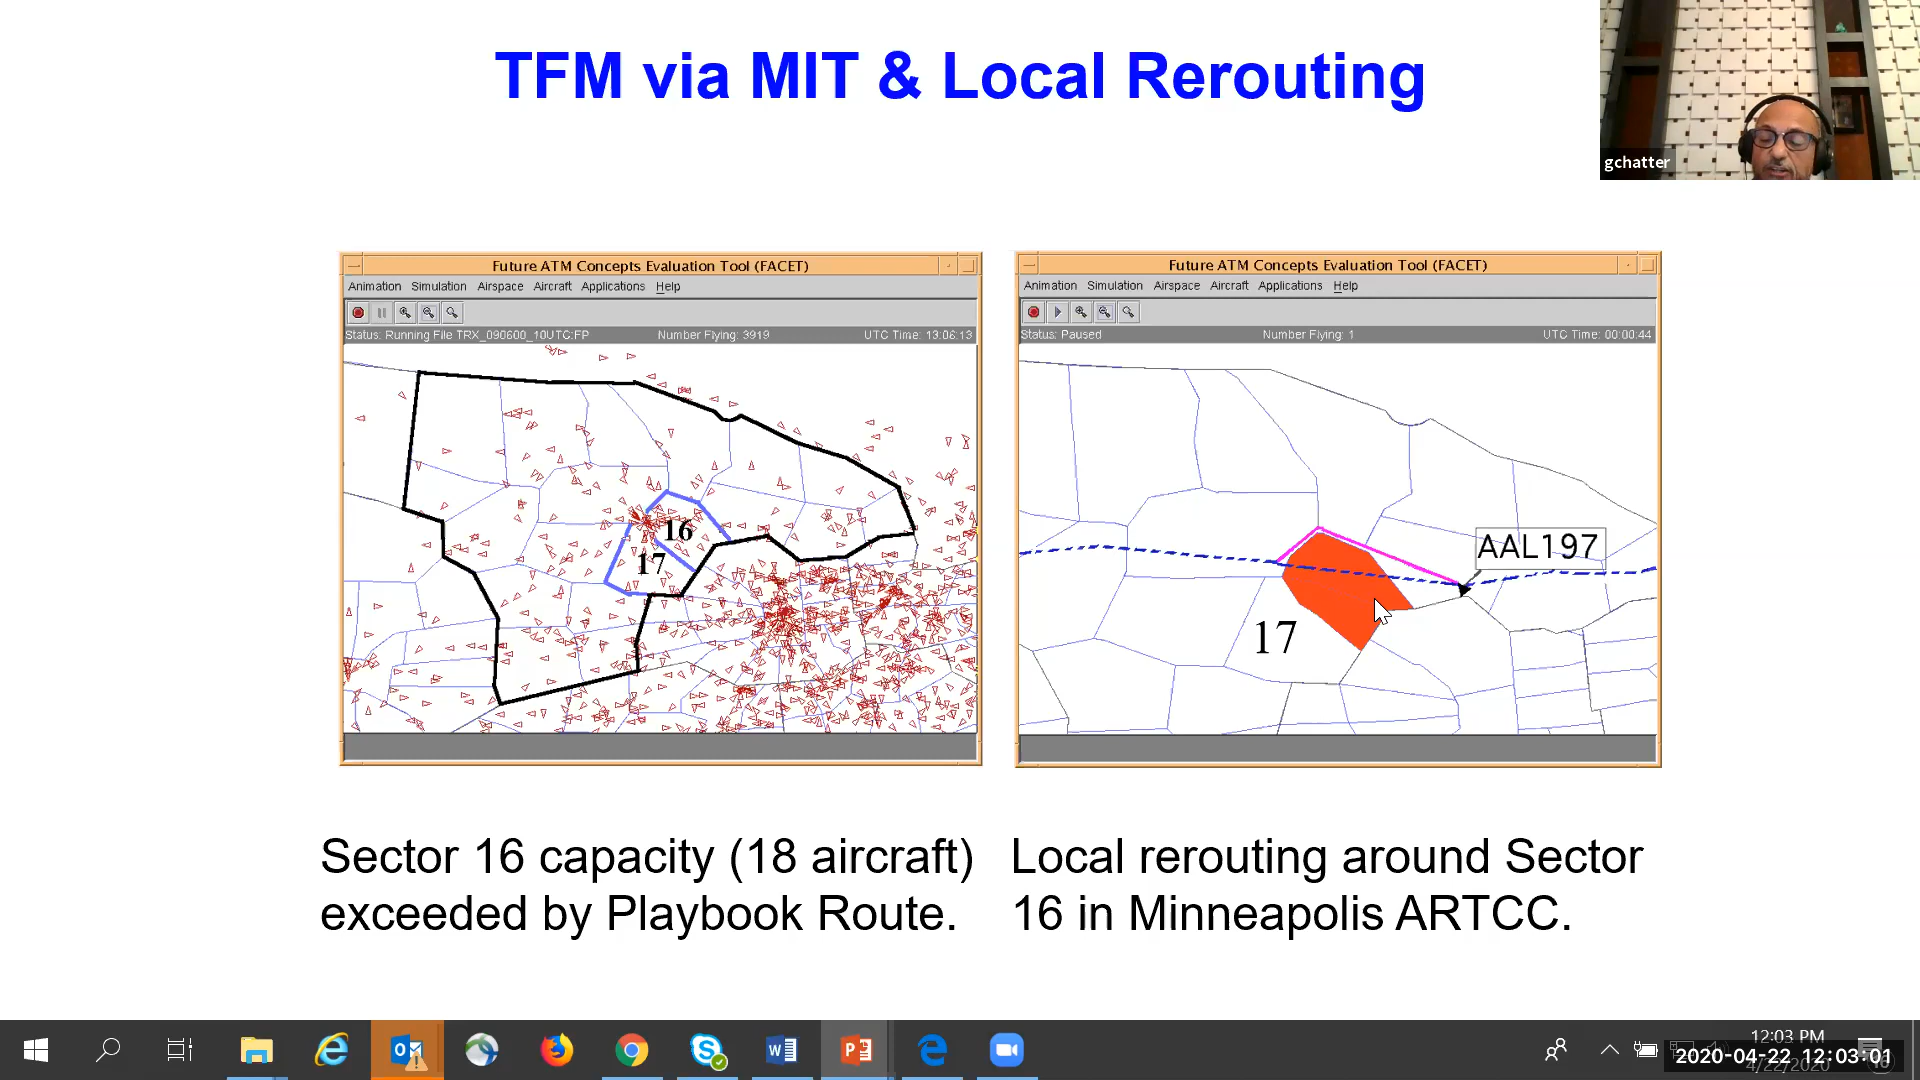 TFM via MIT & Local Rerouting
gchatter
Future ATM Concepts Evaluation Tool (FACET)
Animation Simulation Airspace Aircraft Applications Help
Status: Running File TRX_090600_10UTC:FP Number Flying: 3919 UTC Time: 13:06:13
16
17
Future ATM Concepts Evaluation Tool (FACET)
Animation Simulation Airspace Aircraft Applications Help
Status: Paused Number Flying: 1 UTC Time: 00:00:44
AAL197
17
Sector 16 capacity (18 aircraft)
exceeded by Playbook Route.
Local rerouting around Sector
16 in Minneapolis ARTCC.
12:03 PM
2020-04-22 12:03:01
4/22/2020